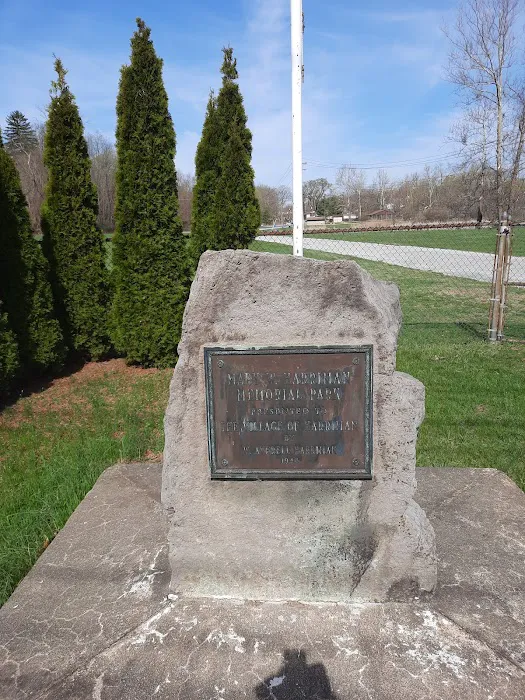 MARY W. HARRIMAN
MEMORIAL PARK
PRESENTED TO
THE VILLAGE OF HARRIMAN
BY
W. AVERELL HARRIMAN